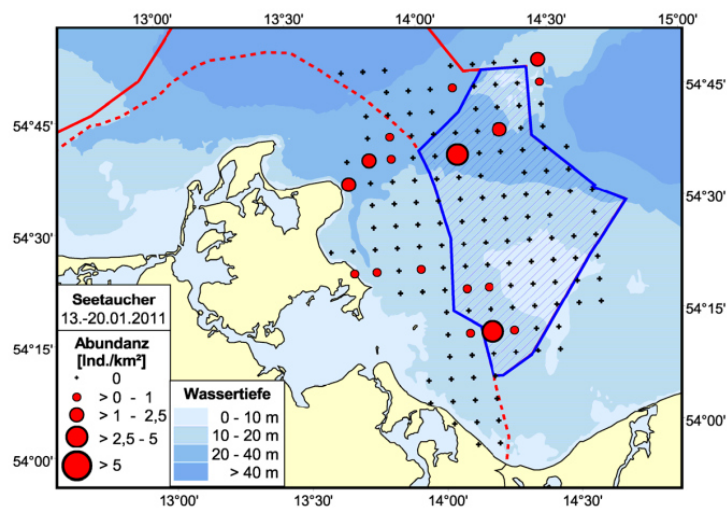 13°00' 13°30' 14°00' 14°30' 15°00'
54°45'
54°45'
54°30'
54°30'
54°15'
54°15'
54°00'
54°00'
Seetaucher
13.-20.01.2011
Abundanz
[Ind./km²]
0
> 0 - 1
> 1 - 2,5
> 2,5 - 5
> 5
Wassertiefe
0 - 10 m
10 - 20 m
20 - 40 m
> 40 m
13°00' 13°30' 14°00' 14°30'